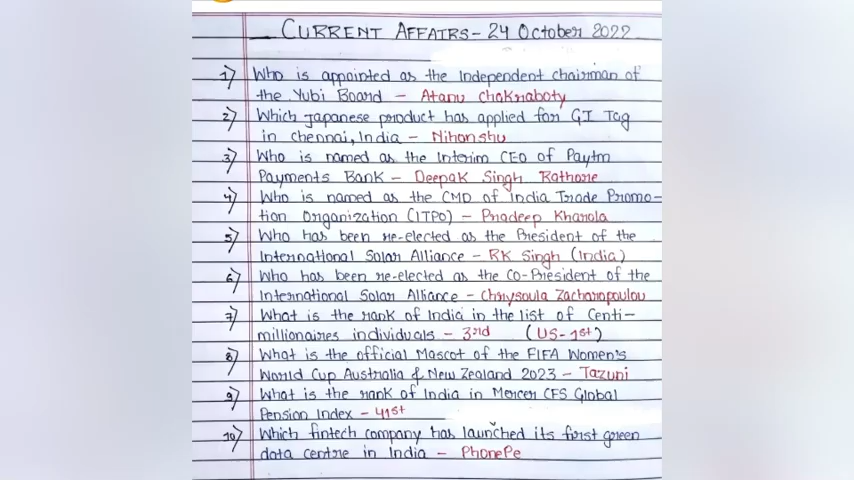 CURRENT AFFAIRS - 24 October 2022
1) Who is appointed as the Independent chairman of
the Yubi Board - Atanu Chakraboty
2) Which Japanese product has applied for GI Tag
in chennai, India - Nihonshu
3) Who is named as the Interim CEO of Paytm
Payments Bank - Deepak Singh Rathore
4) Who is named as the CMD of India Trade Promo-
tion Organization (ITPO) - Pradeep Kharola
5) Who has been re-elected as the President of the
International Solar Alliance - RK Singh (India)
6) Who has been re-elected as the Co-President of the
International Solar Alliance - Chrysoula Zacharopoulou
7) What is the rank of India in the list of Centi-
millionaires individuals - 3rd (US-1st)
8) What is the official Mascot of the FIFA Women's
World Cup Australia & New Zealand 2023 - Tazuni
9) What is the rank of India in Mercer CFS Global
Pension Index - 41st
10) Which fintech company has launched its first green
data centre in India - PhonePe